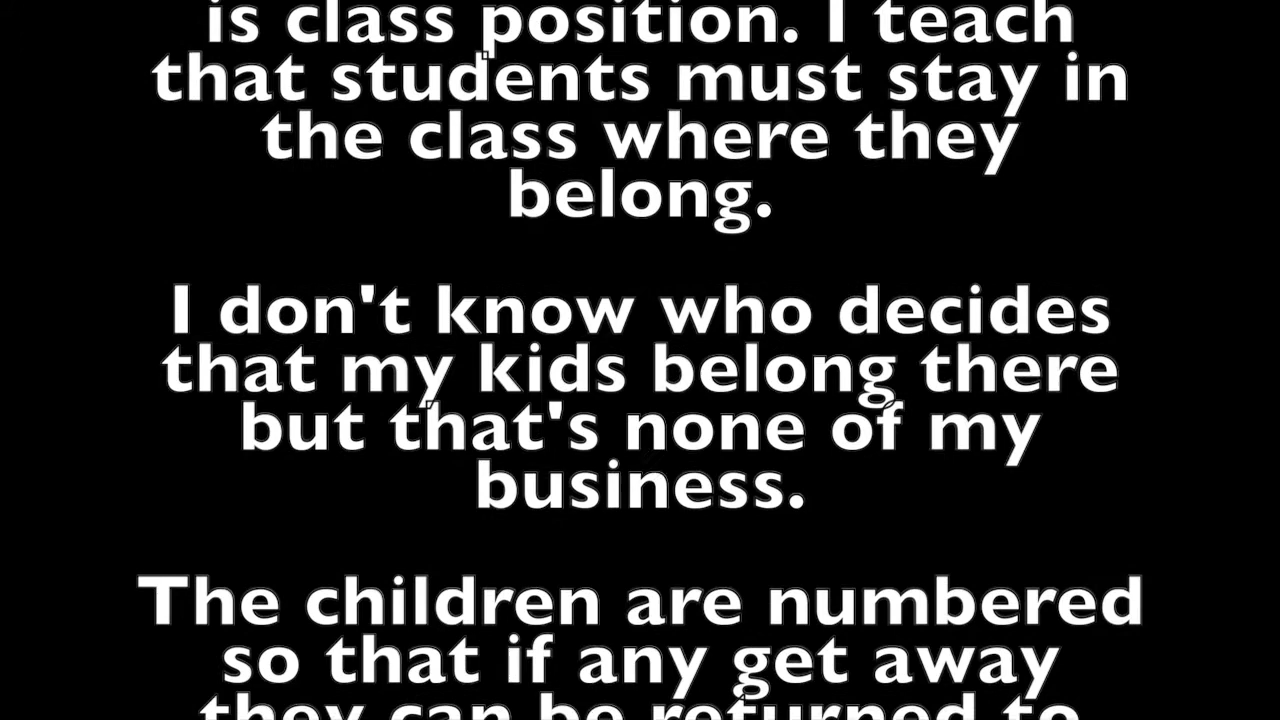 is class position. I teach
that students must stay in
the class where they
belong.
I don't know who decides
that my kids belong there
but that's none of my
business.
The children are numbered
so that if any get away
they can be returned to